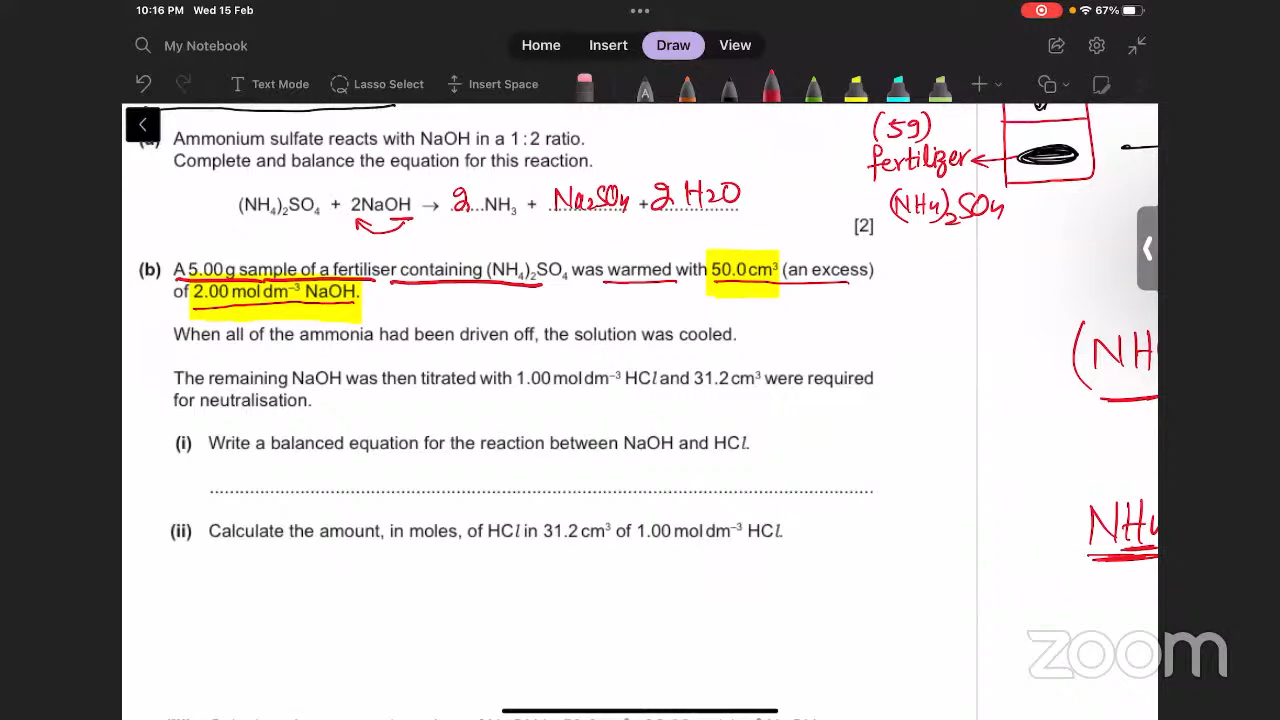 10:16 PM Wed 15 Feb
67%
My Notebook
Home Insert Draw View
Text Mode Lasso Select Insert Space
Ammonium sulfate reacts with NaOH in a 1:2 ratio.
Complete and balance the equation for this reaction.
(NH₄)₂SO₄ + 2NaOH → 2...NH₃ + Na₂SO₄ + 2 H₂O
[2]
(5g)
fertilizer
(NH₄)₂SO₄
(b) A 5.00 g sample of a fertiliser containing (NH₄)₂SO₄ was warmed with 50.0 cm³ (an excess)
of 2.00 mol dm⁻³ NaOH.
When all of the ammonia had been driven off, the solution was cooled.
The remaining NaOH was then titrated with 1.00 mol dm⁻³ HCl and 31.2 cm³ were required
for neutralisation.
(NH
(i) Write a balanced equation for the reaction between NaOH and HCl.
(ii) Calculate the amount, in moles, of HCl in 31.2 cm³ of 1.00 mol dm⁻³ HCl.
NH₄
zoom